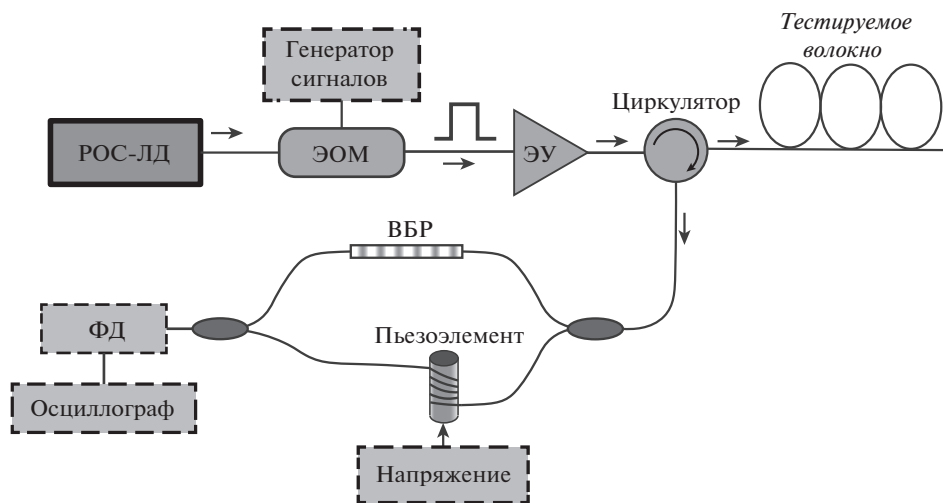 Тестируемое
волокно
Генератор
сигналов
Циркулятор
РОС-ЛД
ЭОМ
ЭУ
ВБР
ФД
Пьезоэлемент
Осциллограф
Напряжение